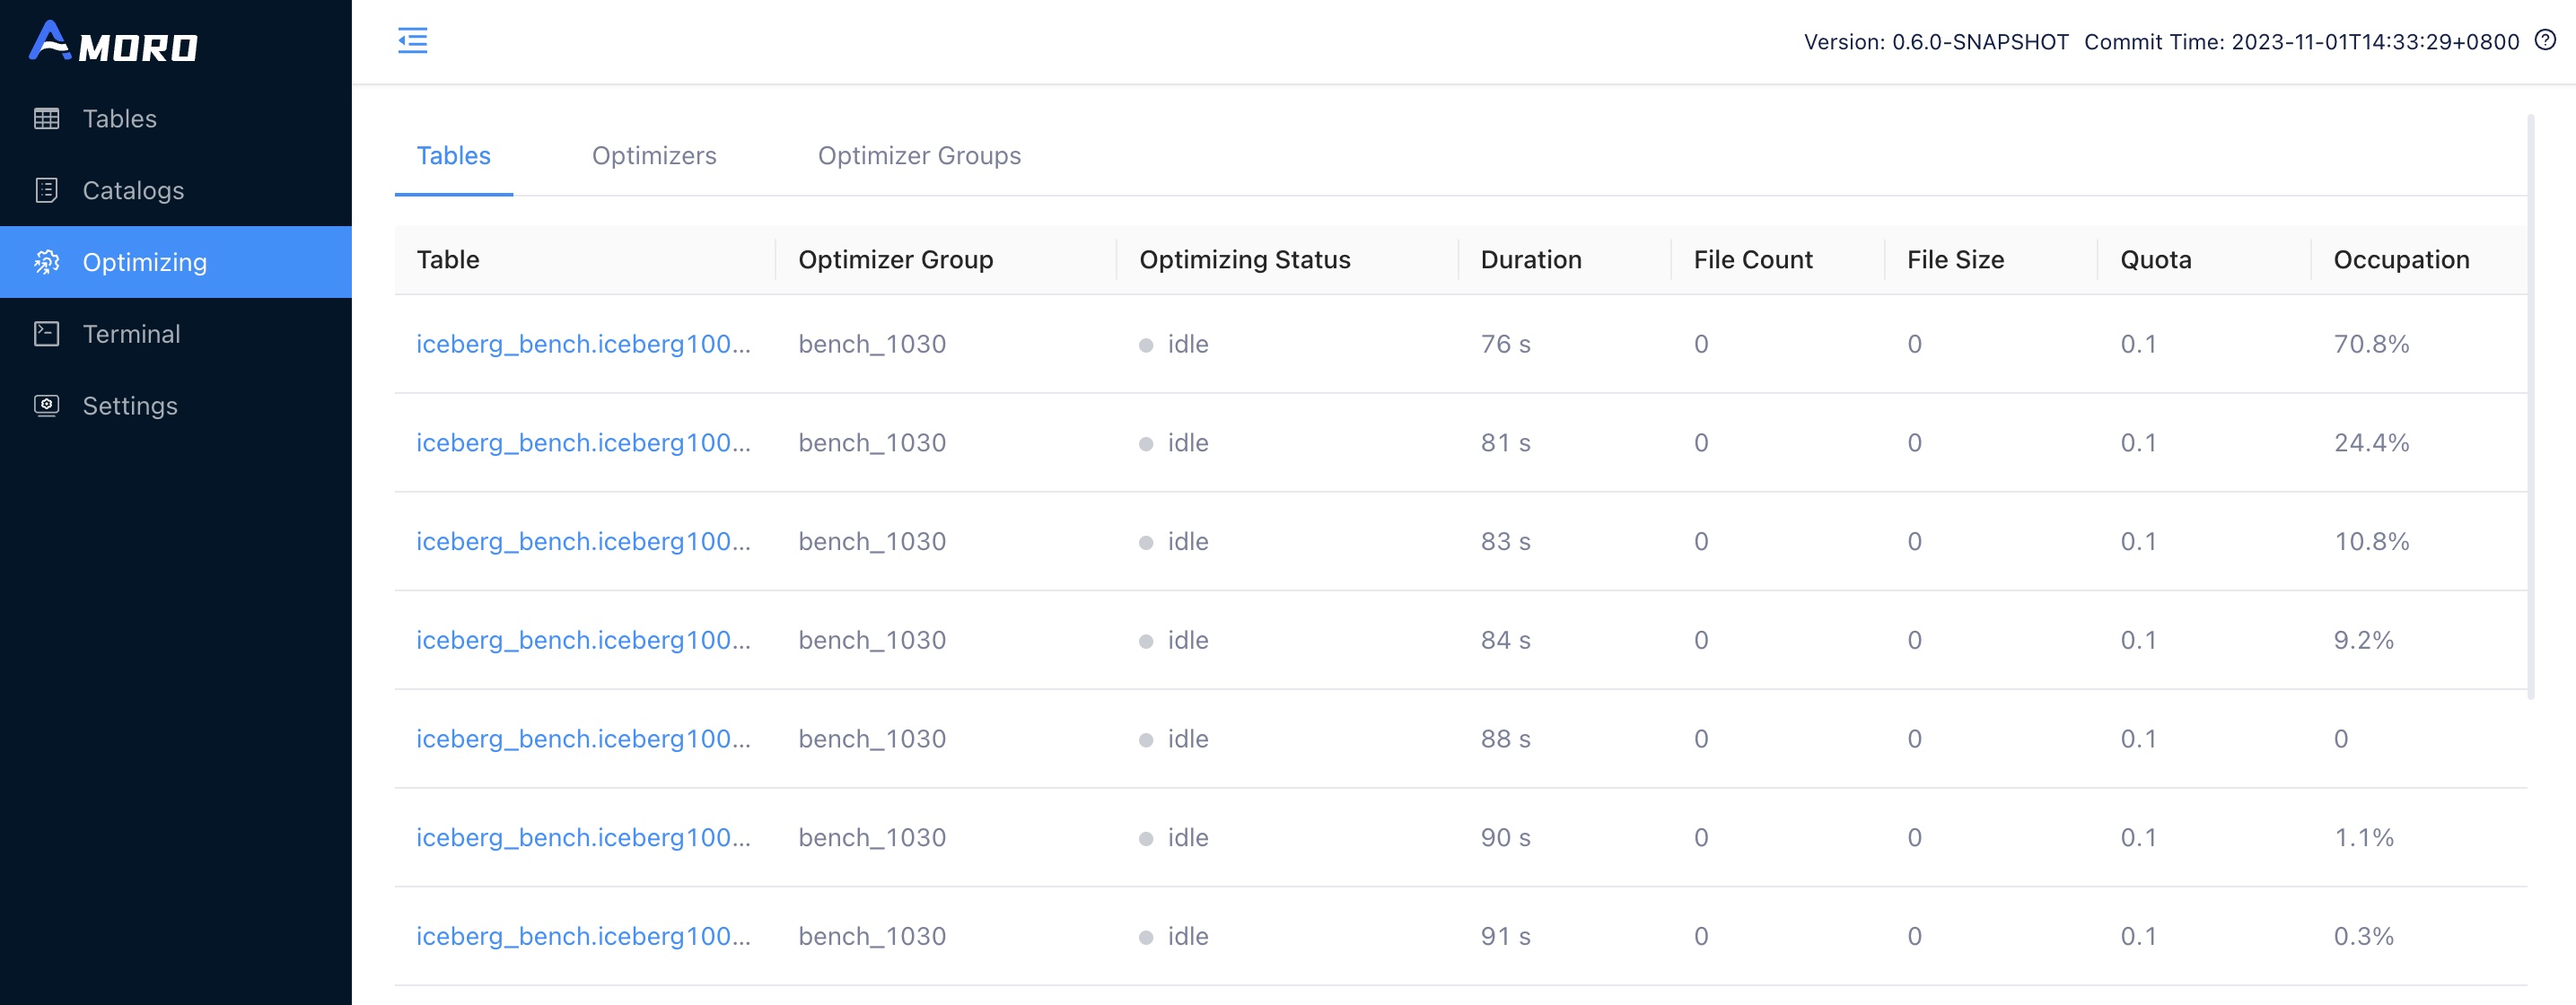 AMORO
Version: 0.6.0-SNAPSHOT Commit Time: 2023-11-01T14:33:29+0800
Tables
Catalogs
Optimizing
Terminal
Settings
Tables Optimizers Optimizer Groups
Table Optimizer Group Optimizing Status Duration File Count File Size Quota Occupation
iceberg_bench.iceberg100... bench_1030 idle 76 s 0 0 0.1 70.8%
iceberg_bench.iceberg100... bench_1030 idle 81 s 0 0 0.1 24.4%
iceberg_bench.iceberg100... bench_1030 idle 83 s 0 0 0.1 10.8%
iceberg_bench.iceberg100... bench_1030 idle 84 s 0 0 0.1 9.2%
iceberg_bench.iceberg100... bench_1030 idle 88 s 0 0 0.1 0
iceberg_bench.iceberg100... bench_1030 idle 90 s 0 0 0.1 1.1%
iceberg_bench.iceberg100... bench_1030 idle 91 s 0 0 0.1 0.3%